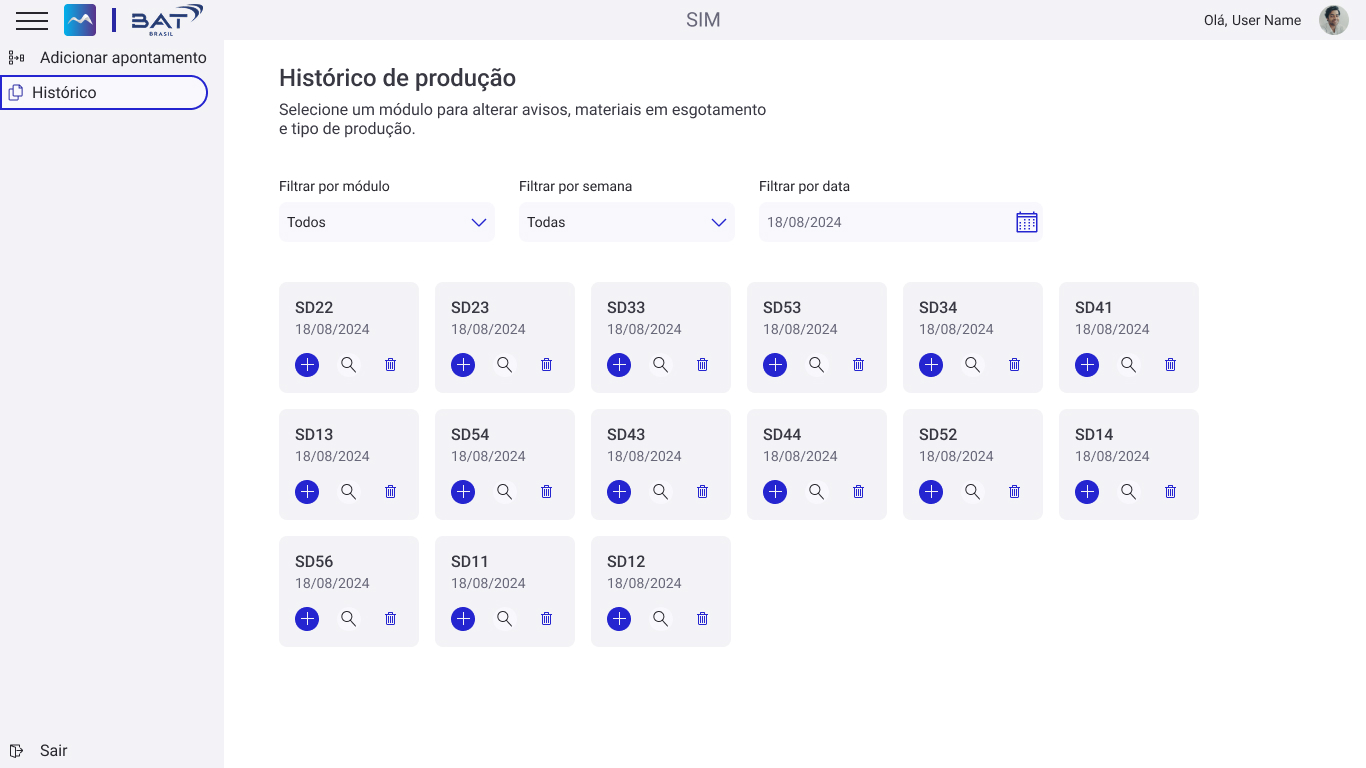 BAT
BRASIL
SIM
Olá, User Name
Adicionar apontamento
Histórico
Histórico de produção
Selecione um módulo para alterar avisos, materiais em esgotamento
e tipo de produção.
Filtrar por módulo
Filtrar por semana
Filtrar por data
Todos
Todas
18/08/2024
SD22
SD23
SD33
SD53
SD34
SD41
18/08/2024
18/08/2024
18/08/2024
18/08/2024
18/08/2024
18/08/2024
SD13
SD54
SD43
SD44
SD52
SD14
18/08/2024
18/08/2024
18/08/2024
18/08/2024
18/08/2024
18/08/2024
SD56
SD11
SD12
18/08/2024
18/08/2024
18/08/2024
Sair